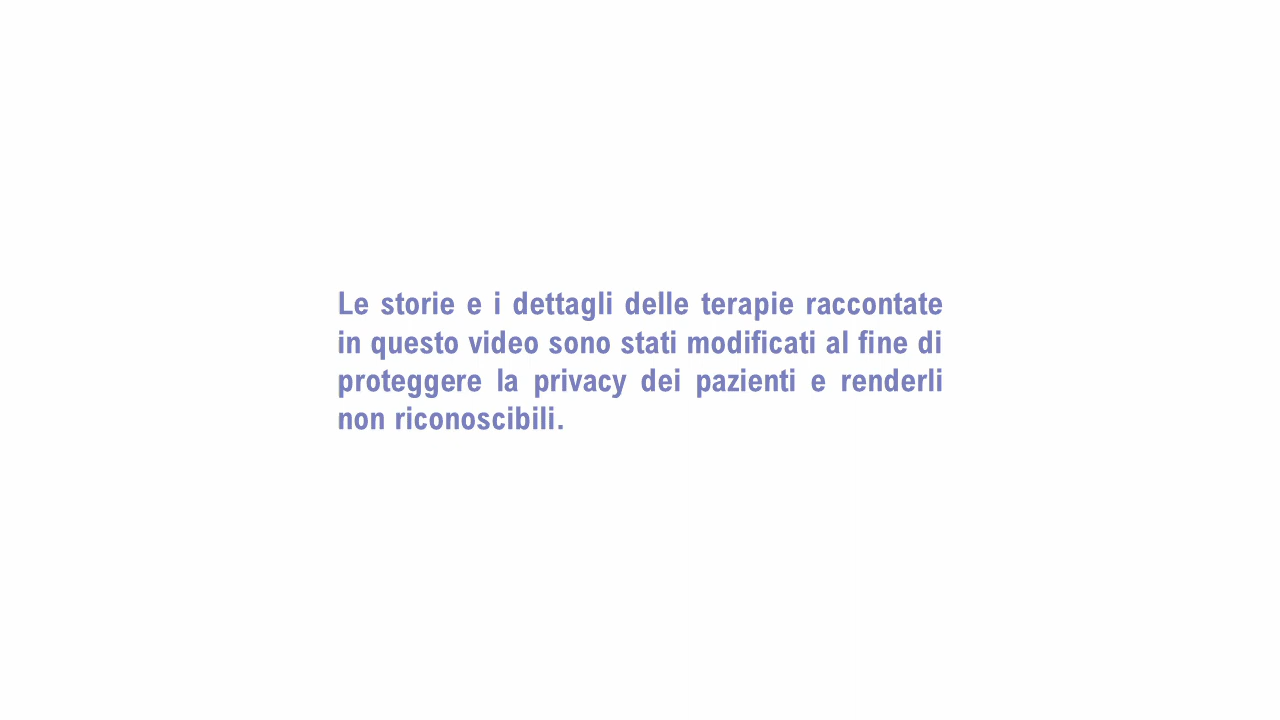 Le storie e i dettagli delle terapie raccontate
in questo video sono stati modificati al fine di
proteggere la privacy dei pazienti e renderli
non riconoscibili.